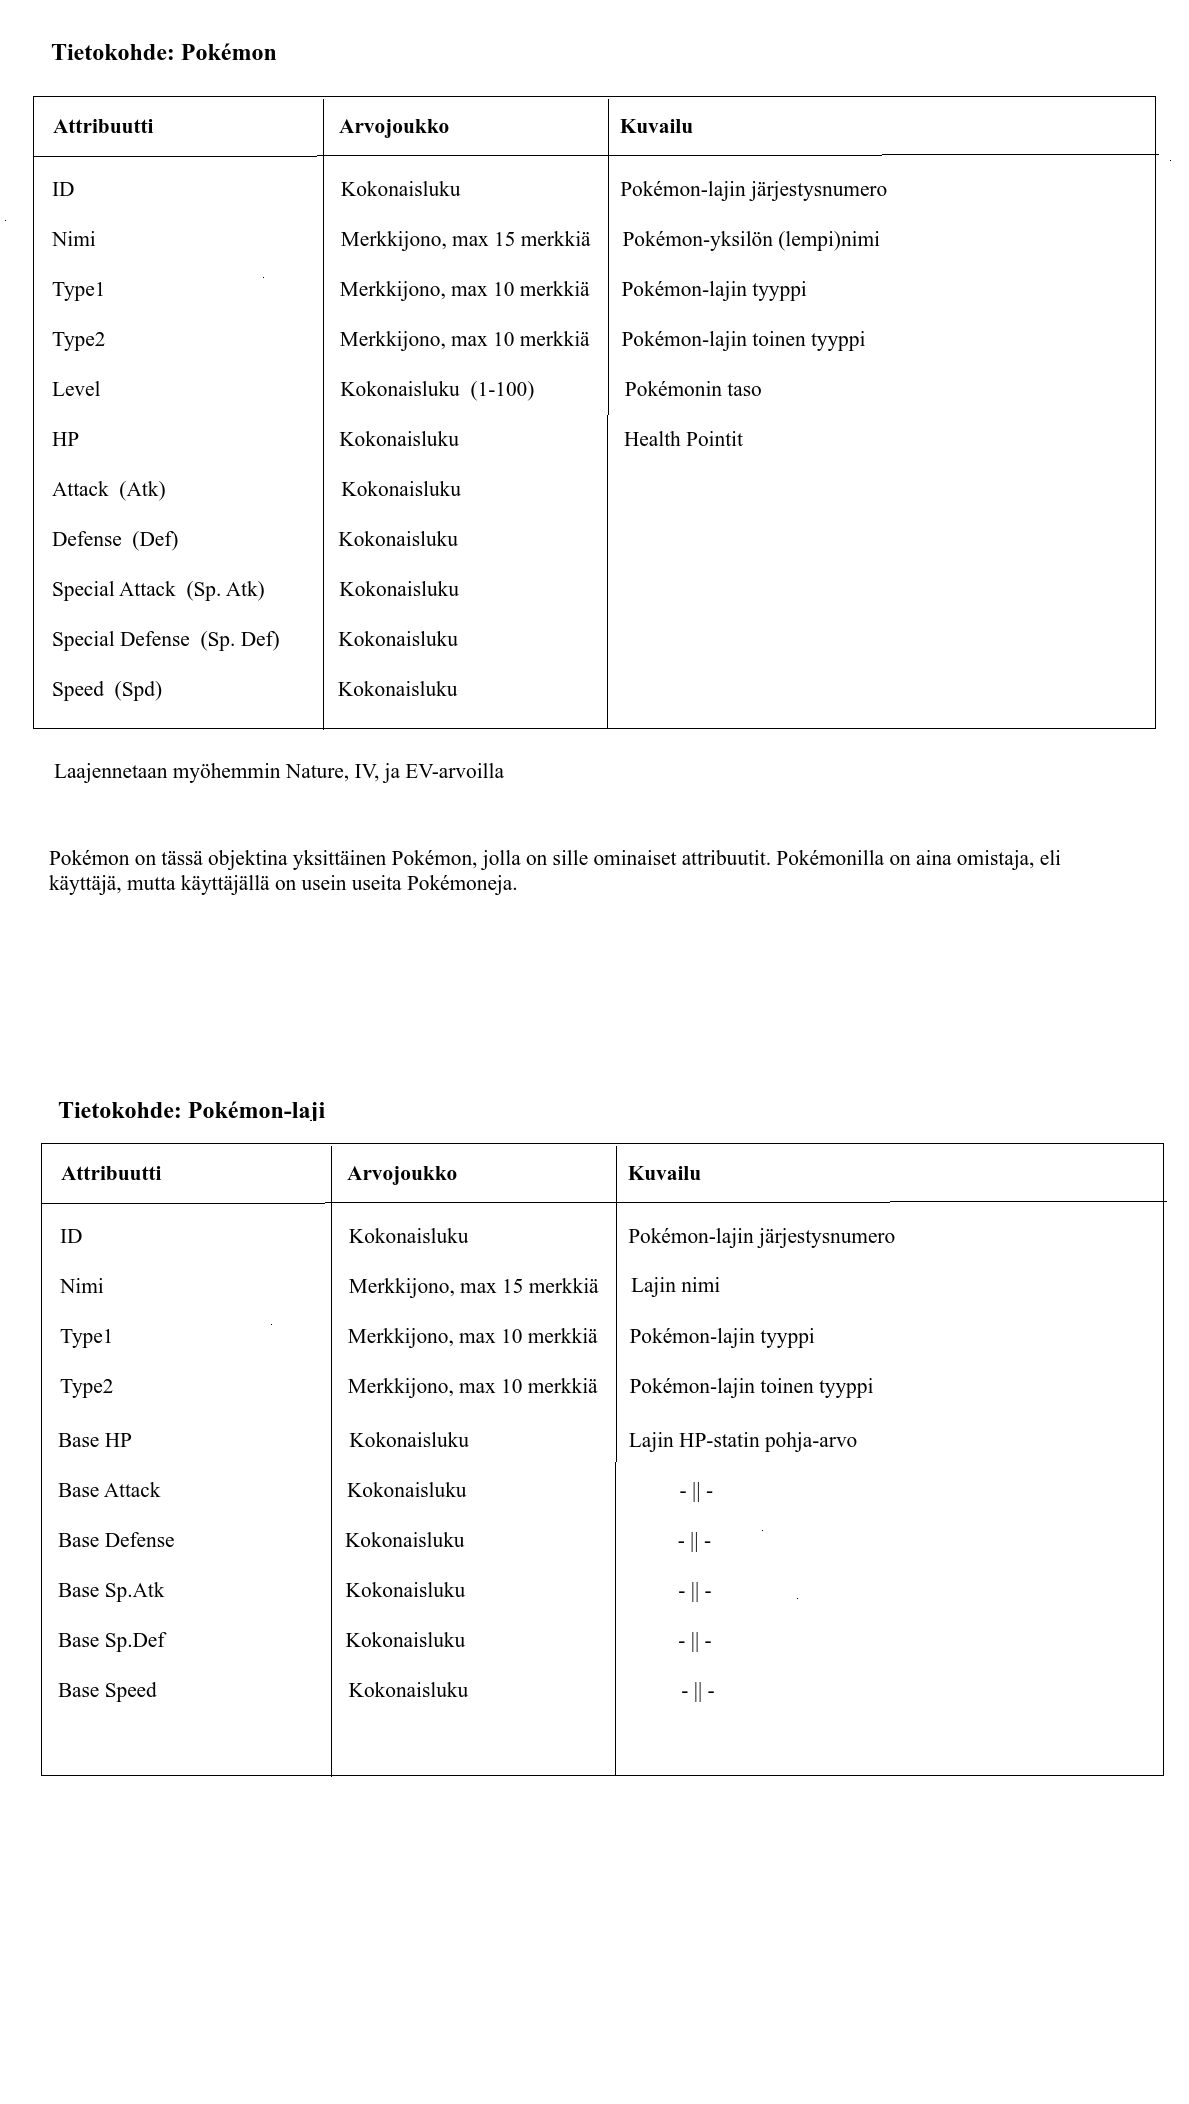 Tietokohde: Pokémon
Attribuutti Arvojoukko Kuvailu
ID Kokonaisluku Pokémon-lajin järjestysnumero
Nimi Merkkijono, max 15 merkkiä Pokémon-yksilön (lempi)nimi
Type1 Merkkijono, max 10 merkkiä Pokémon-lajin tyyppi
Type2 Merkkijono, max 10 merkkiä Pokémon-lajin toinen tyyppi
Level Kokonaisluku (1-100) Pokémonin taso
HP Kokonaisluku Health Pointit
Attack (Atk) Kokonaisluku
Defense (Def) Kokonaisluku
Special Attack (Sp. Atk) Kokonaisluku
Special Defense (Sp. Def) Kokonaisluku
Speed (Spd) Kokonaisluku
Laajennetaan myöhemmin Nature, IV, ja EV-arvoilla
Pokémon on tässä objektina yksittäinen Pokémon, jolla on sille ominaiset attribuutit. Pokémonilla on aina omistaja, eli
käyttäjä, mutta käyttäjällä on usein useita Pokémoneja.
Tietokohde: Pokémon-laji
Attribuutti Arvojoukko Kuvailu
ID Kokonaisluku Pokémon-lajin järjestysnumero
Nimi Merkkijono, max 15 merkkiä Lajin nimi
Type1 Merkkijono, max 10 merkkiä Pokémon-lajin tyyppi
Type2 Merkkijono, max 10 merkkiä Pokémon-lajin toinen tyyppi
Base HP Kokonaisluku Lajin HP-statin pohja-arvo
Base Attack Kokonaisluku - || -
Base Defense Kokonaisluku - || -
Base Sp.Atk Kokonaisluku - || -
Base Sp.Def Kokonaisluku - || -
Base Speed Kokonaisluku - || -